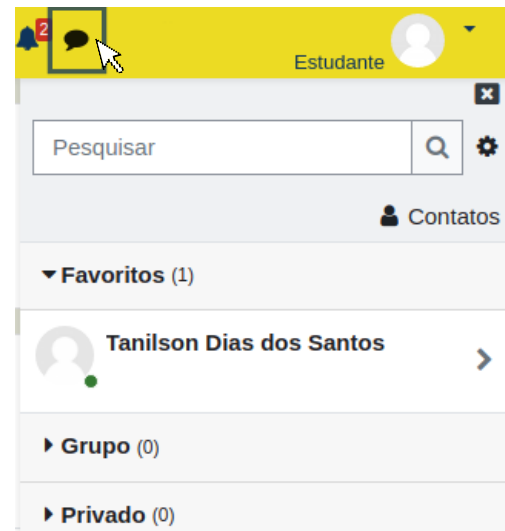 2
Estudante
Pesquisar
Contatos
Favoritos (1)
Tanilson Dias dos Santos
Grupo (0)
Privado (0)